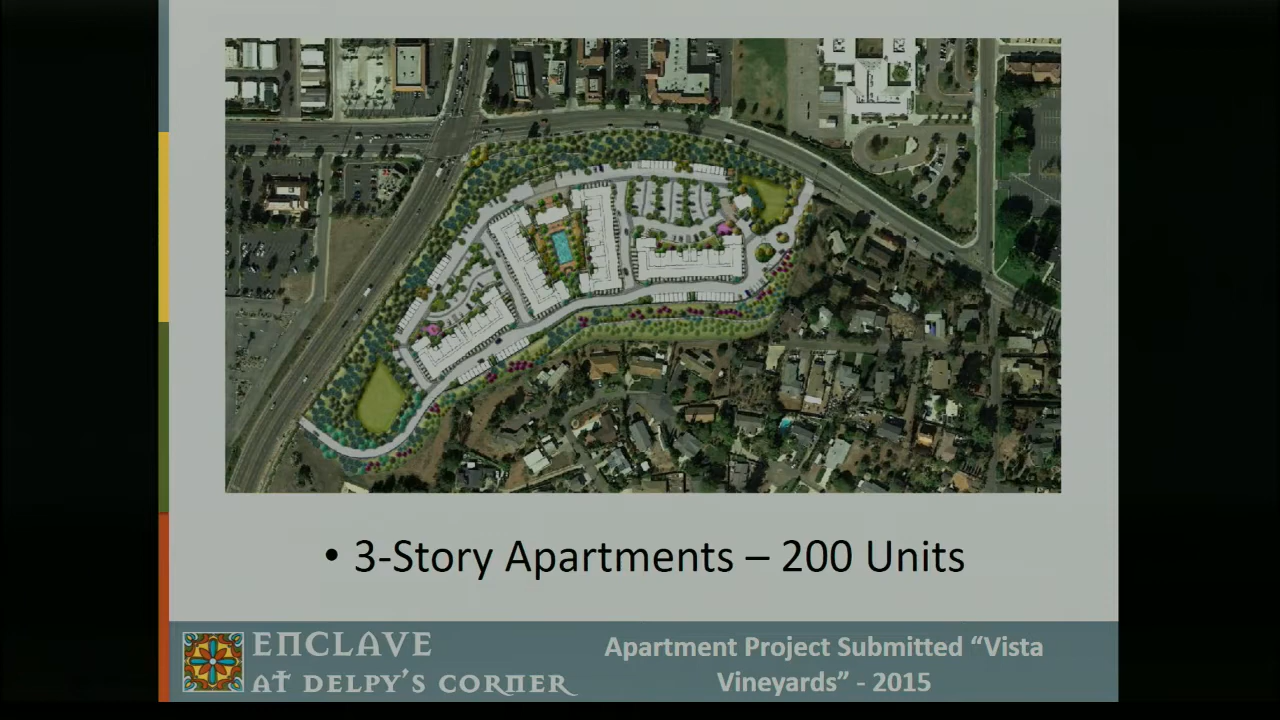 • 3-Story Apartments – 200 Units
ENCLAVE
AT DELPY'S CORNER
Apartment Project Submitted “Vista
Vineyards” - 2015